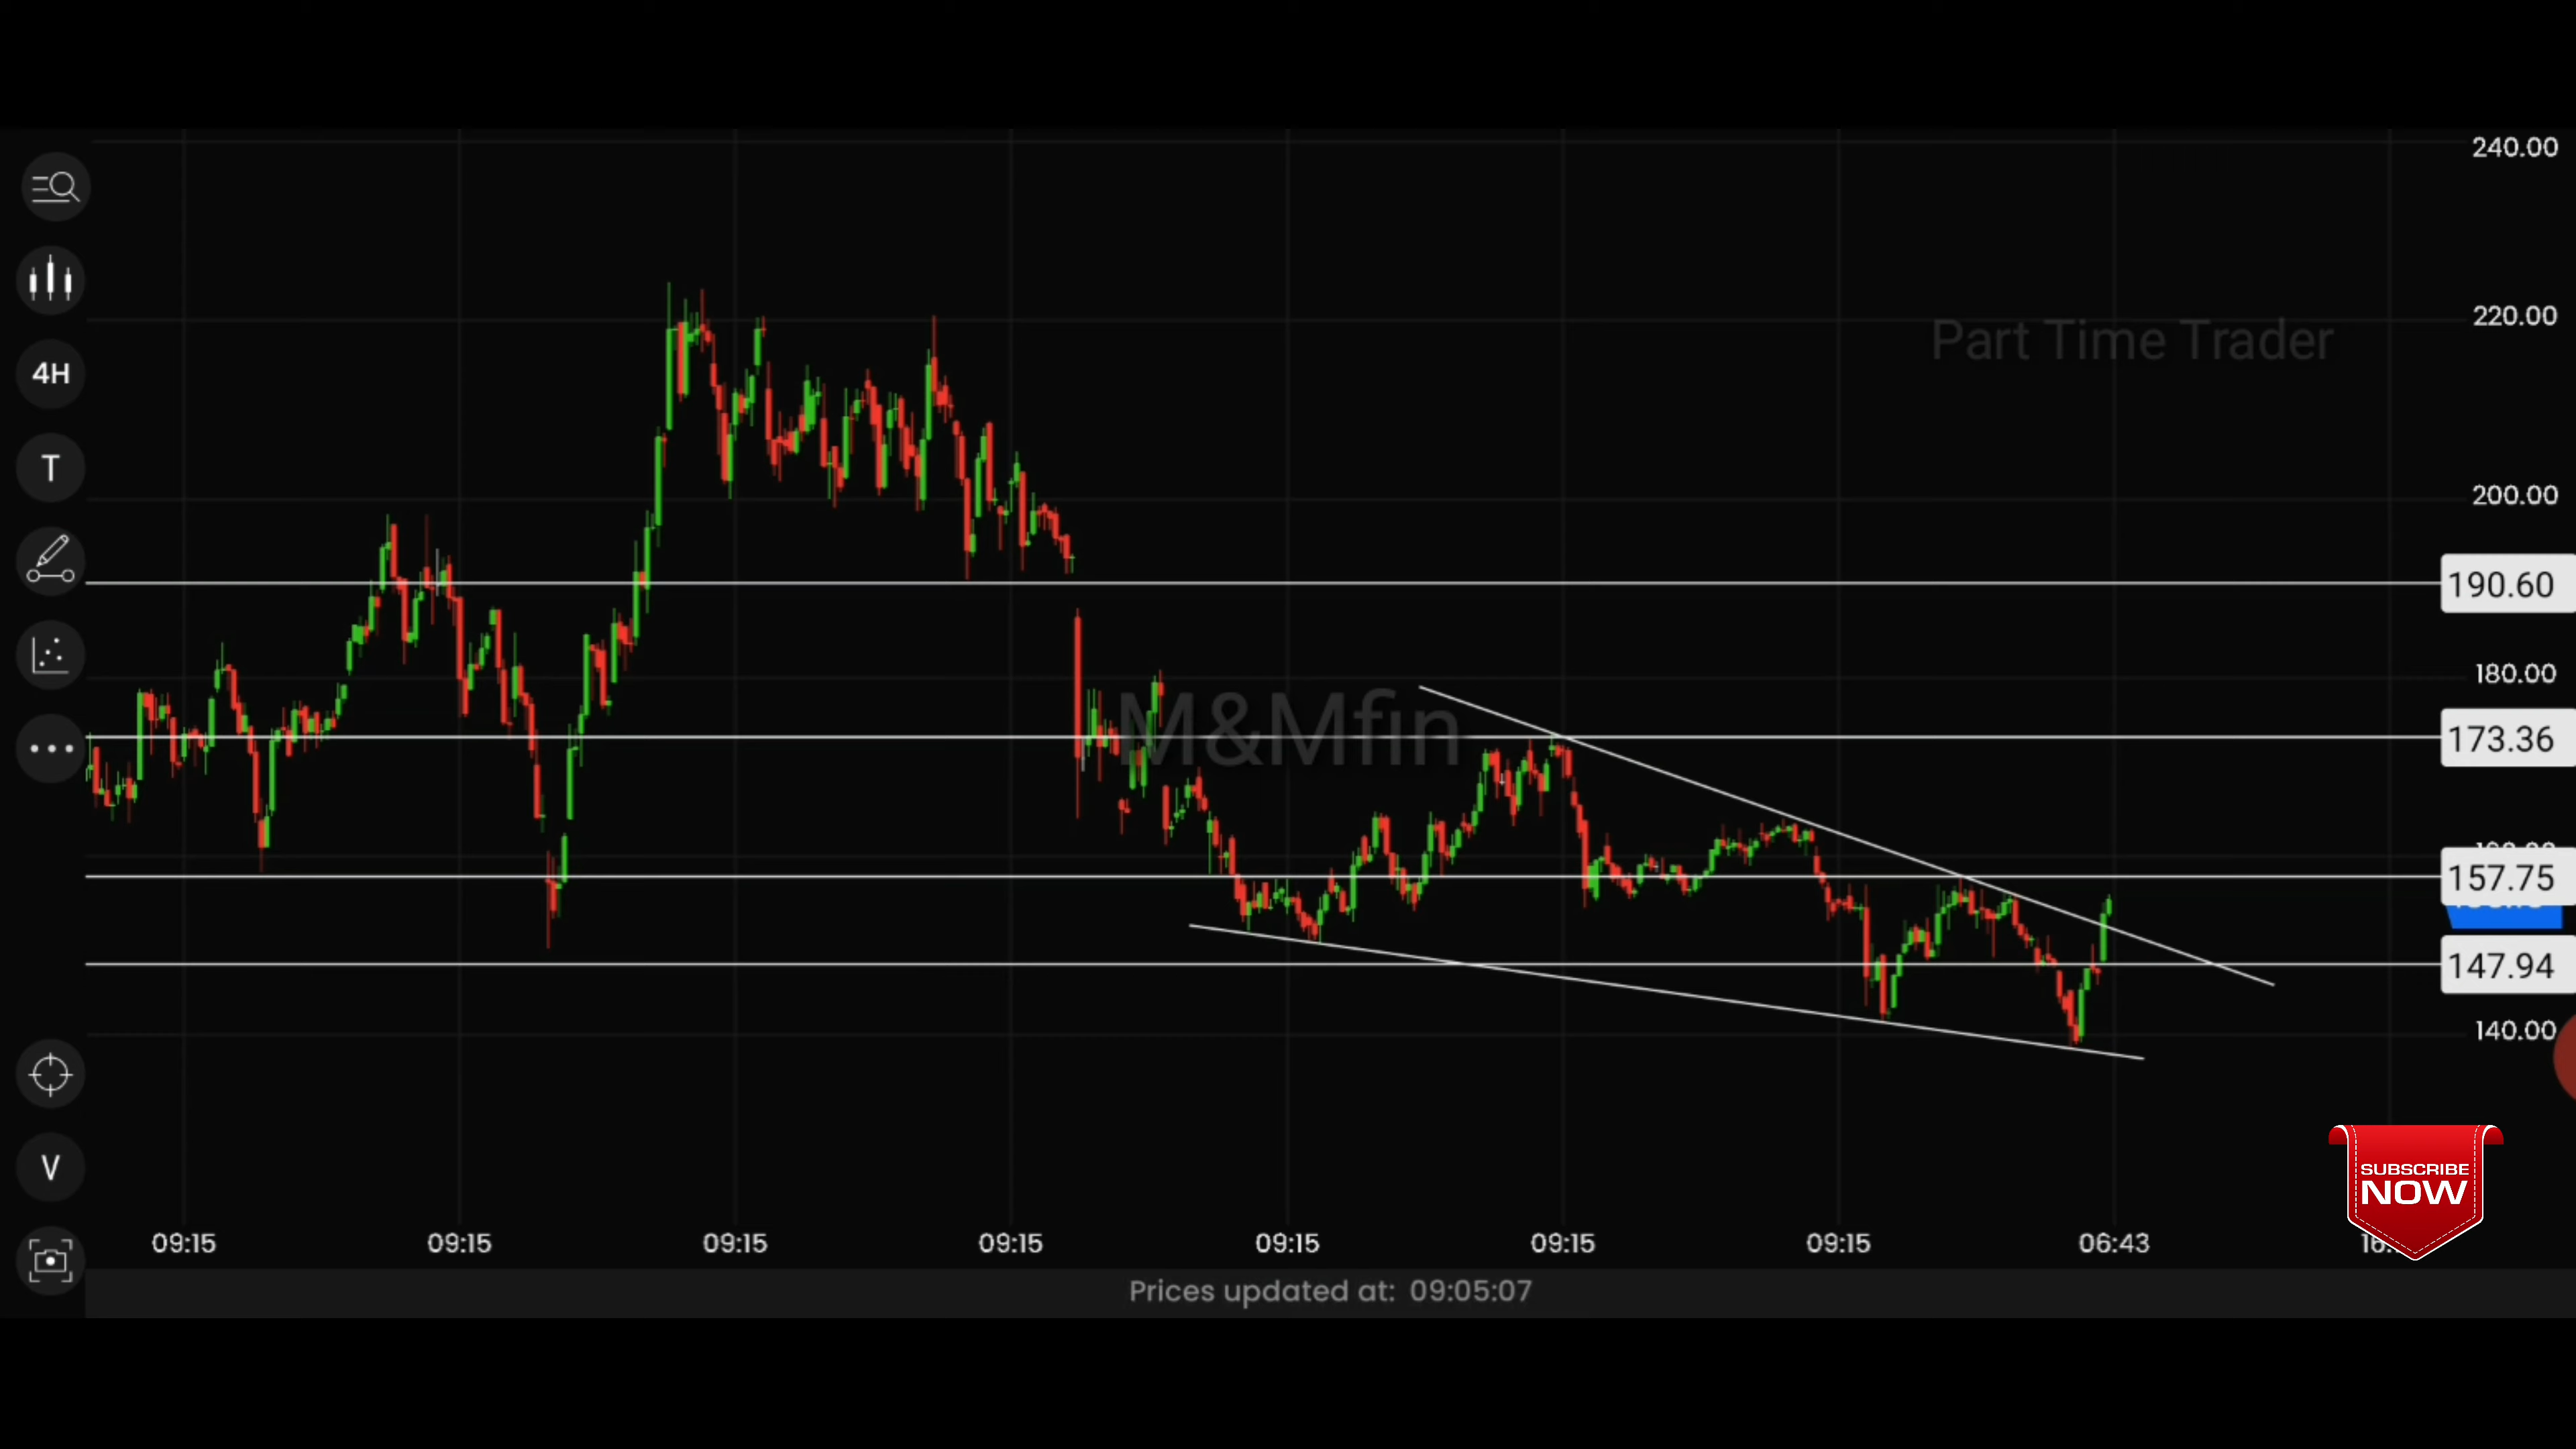 240.00
220.00
Part Time Trader
4H
T
200.00
190.60
180.00
M&Mfin
173.36
157.75
147.94
140.00
V
SUBSCRIBE
NOW
09:15 09:15 09:15 09:15 09:15 09:15 09:15 06:43
Prices updated at: 09:05:07